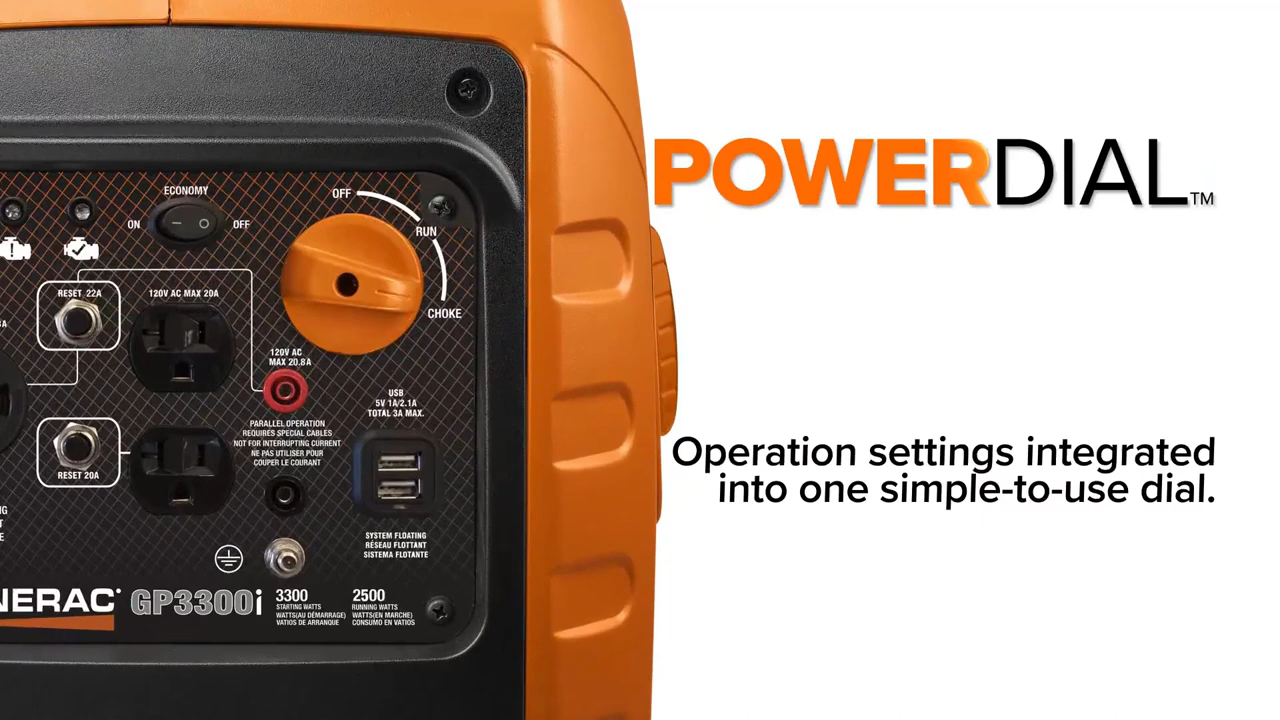 POWERDIAL™
Operation settings integrated
into one simple-to-use dial.
ECONOMY
ON
OFF
OFF
RUN
CHOKE
RESET 22A
120V AC MAX 20A
120V AC
MAX 20.8A
USB
5V 1A/2.1A
TOTAL 3A MAX.
PARALLEL OPERATION
REQUIRES SPECIAL CABLES
NOT FOR INTERRUPTING CURRENT
NE PAS UTILISER POUR
COUPER LE COURANT
RESET 20A
SYSTEM FLOATING
RÉSEAU FLOTTANT
SISTEMA FLOTANTE
NERAC
GP3300i
3300
STARTING WATTS
WATTS(AU DÉMARRAGE)
VATIOS DE ARRANQUE
2500
RUNNING WATTS
WATTS(EN MARCHE)
CONSUMO EN VATIOS